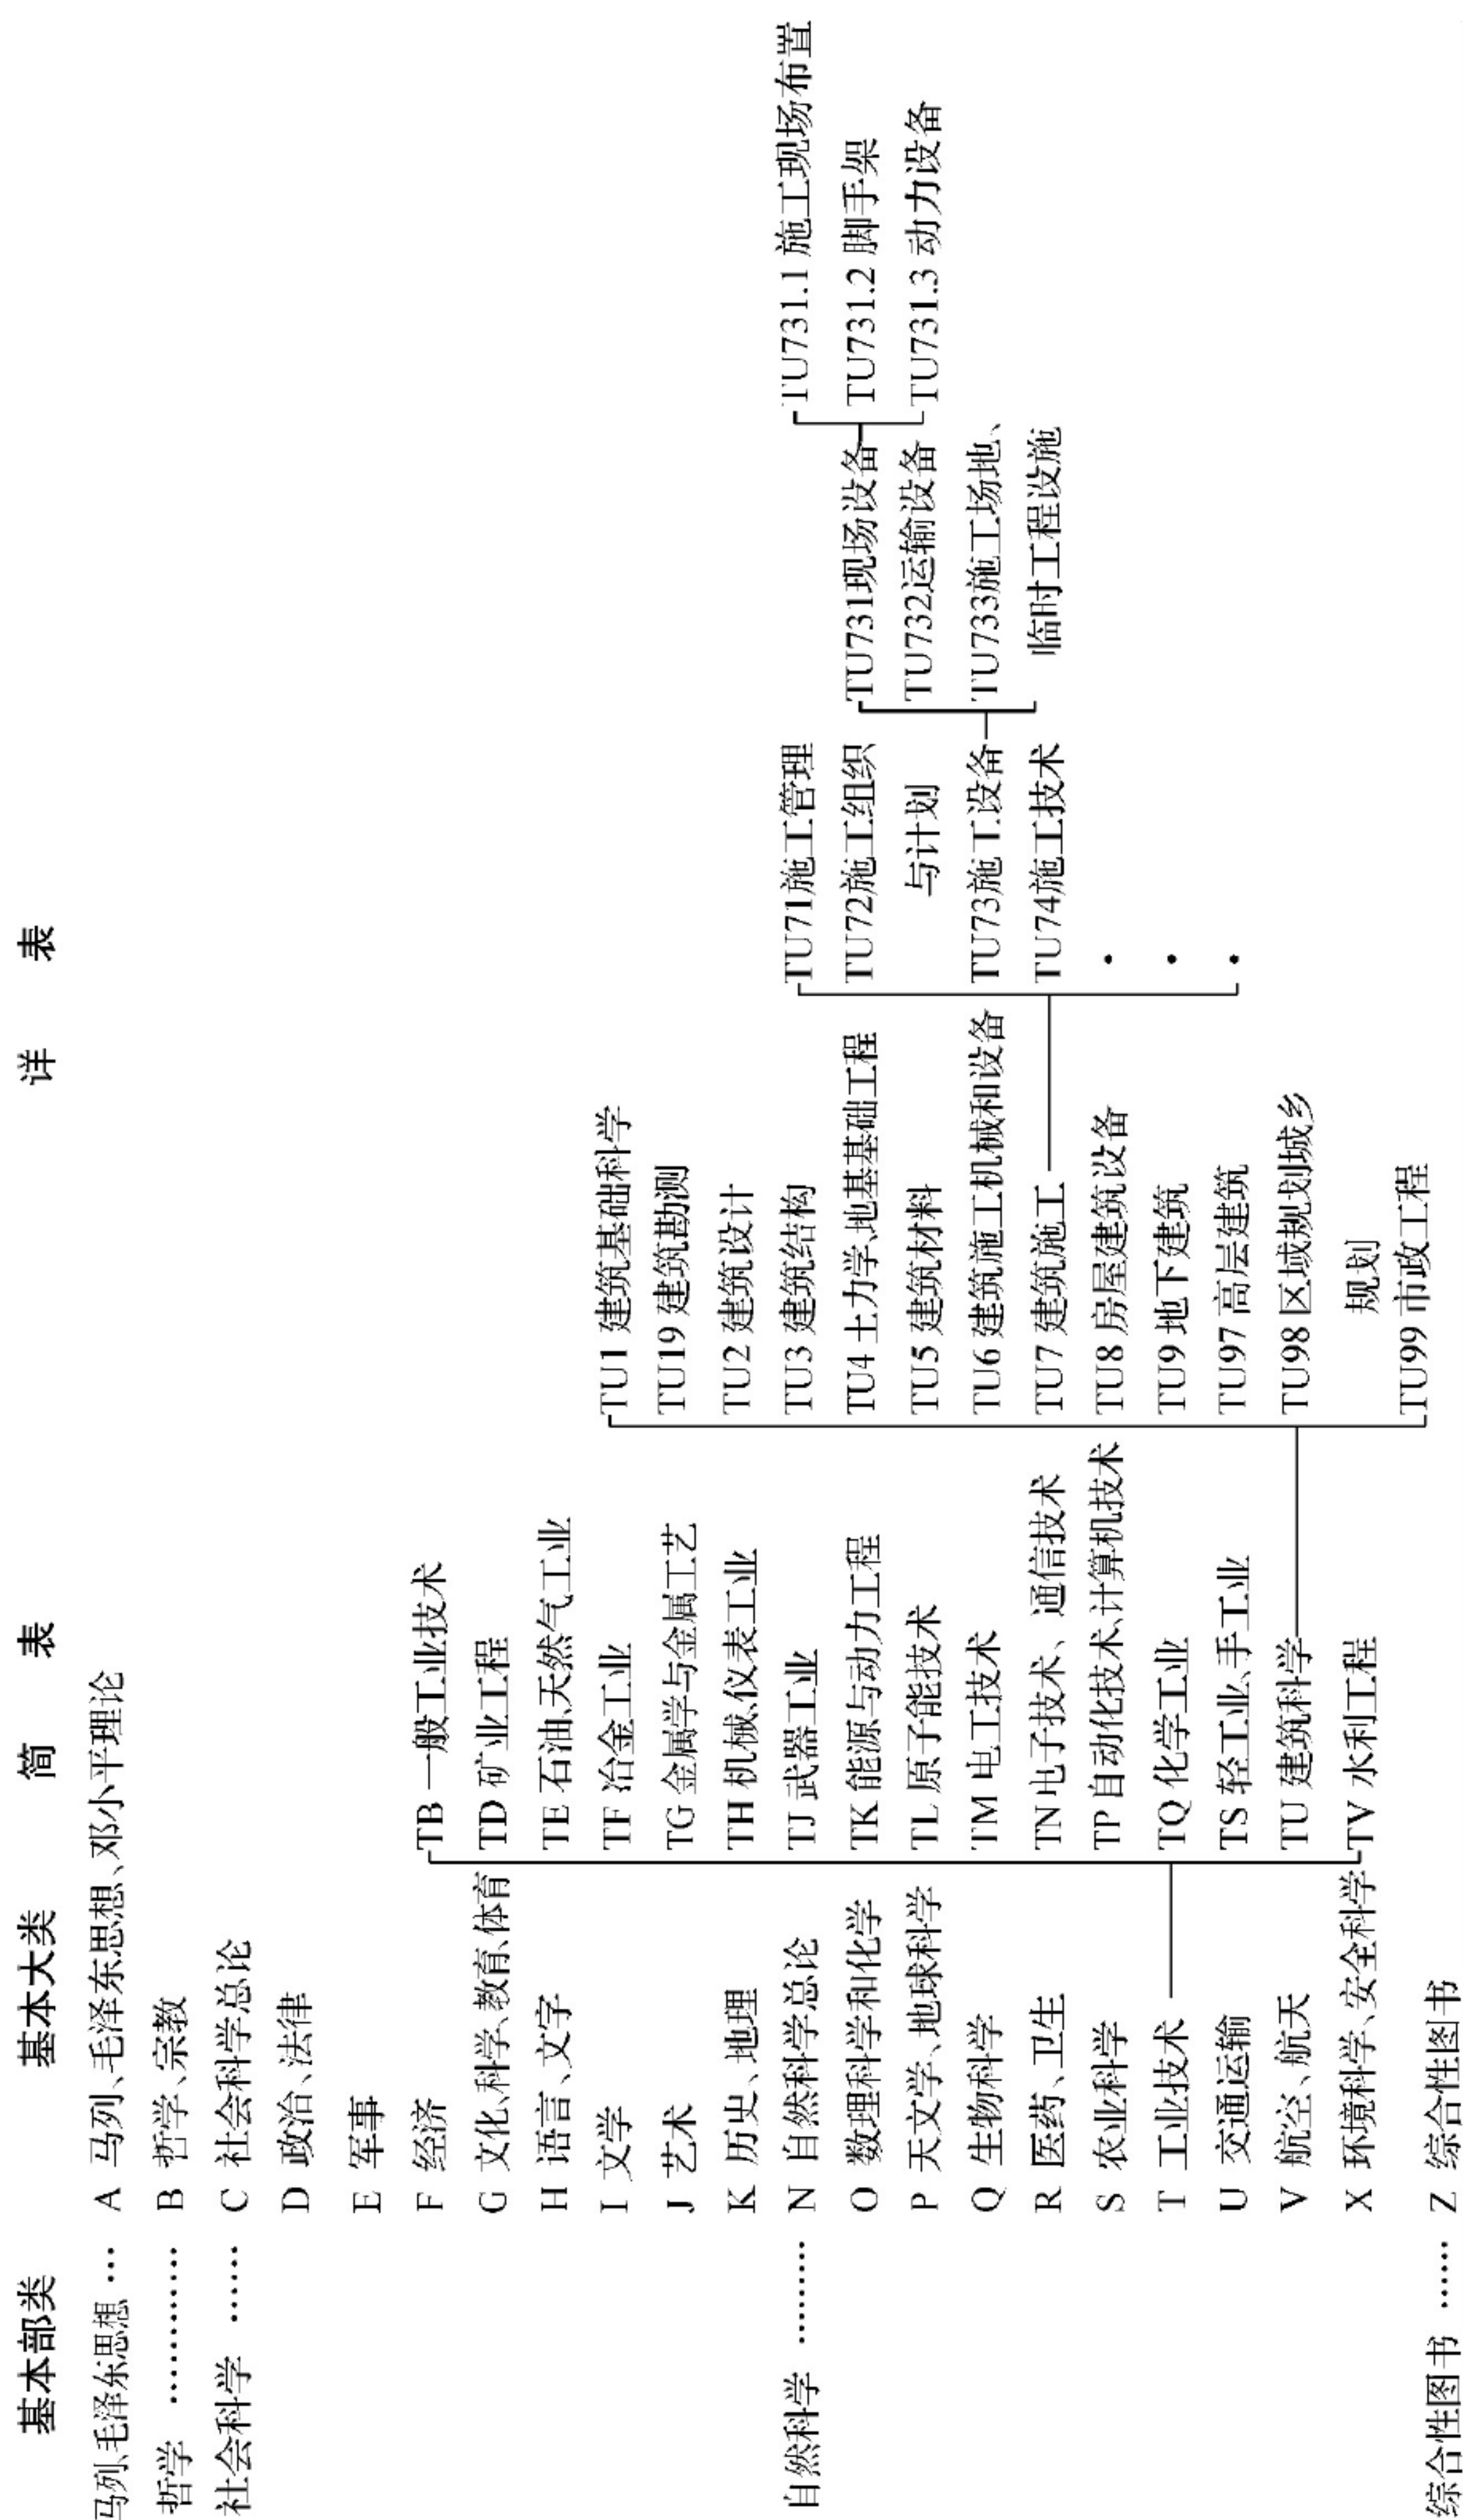 基本部类 基本大类 简 表 详 表
马列、毛泽东思想 … A 马列、毛泽东思想、邓小平理论
哲学 ………… B 哲学、宗教
社会科学 …… C 社会科学总论
D 政治、法律
E 军事
F 经济
G 文化、科学、教育、体育
H 语言、文字
I 文学
J 艺术
K 历史、地理
自然科学 ……… N 自然科学总论
O 数理科学和化学
P 天文学、地球科学
Q 生物科学
R 医药、卫生
S 农业科学
T 工业技术
U 交通运输
V 航空、航天
X 环境科学、安全科学
综合性图书 …… Z 综合性图书
TB 一般工业技术
TD 矿业工程
TE 石油、天然气工业
TF 冶金工业
TG 金属学与金属工艺
TH 机械、仪表工业
TJ 武器工业
TK 能源与动力工程
TL 原子能技术
TM 电工技术
TN 电子技术、通信技术
TP 自动化技术、计算机技术
TQ 化学工业
TS 轻工业、手工业
TU 建筑科学
TV 水利工程
TU1 建筑基础科学
TU19 建筑勘测
TU2 建筑设计
TU3 建筑结构
TU4 土力学、地基基础工程
TU5 建筑材料
TU6 建筑施工机械和设备
TU7 建筑施工
TU8 房屋建筑设备
TU9 地下建筑
TU97 高层建筑
TU98 区域规划城乡
规划
TU99 市政工程
TU71施工管理
TU72施工组织
与计划
TU73施工设备
TU74施工技术
·
·
·
TU731现场设备
TU732运输设备
TU733施工场地、
临时工程设施
TU731.1 施工现场布置
TU731.2 脚手架
TU731.3 动力设备